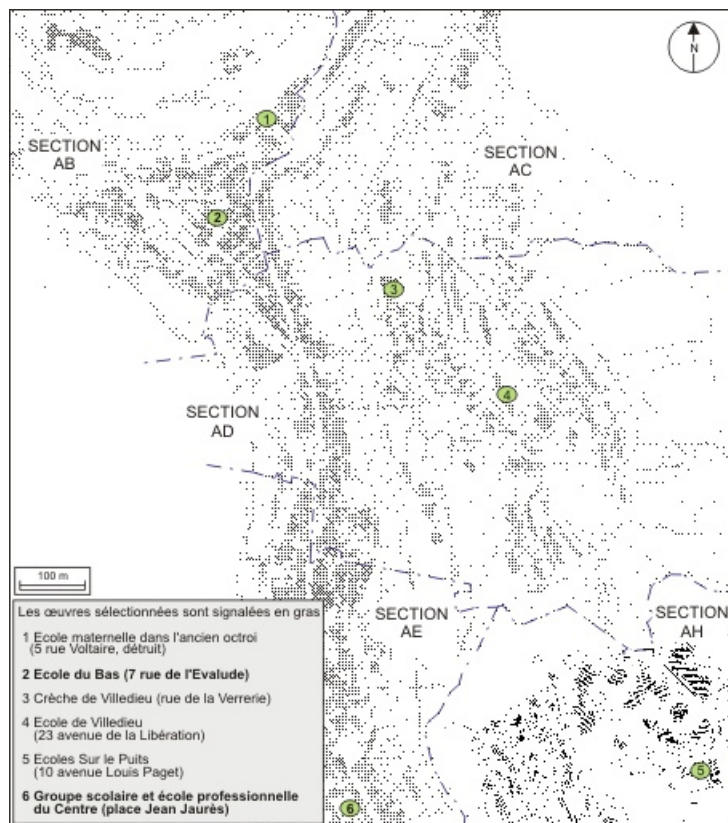 N
1
SECTION
AB
SECTION
AC
2
3
4
SECTION
AD
100 m
SECTION
AE
SECTION
AH
5
6
Les œuvres sélectionnées sont signalées en gras
1 Ecole maternelle dans l'ancien octroi
(5 rue Voltaire, détruit)
2 Ecole du Bas (7 rue de l'Evalude)
3 Crèche de Villedieu (rue de la Verrerie)
4 Ecole de Villedieu
(23 avenue de la Libération)
5 Ecoles Sur le Puits
(10 avenue Louis Paget)
6 Groupe scolaire et école professionnelle
du Centre (place Jean Jaurès)